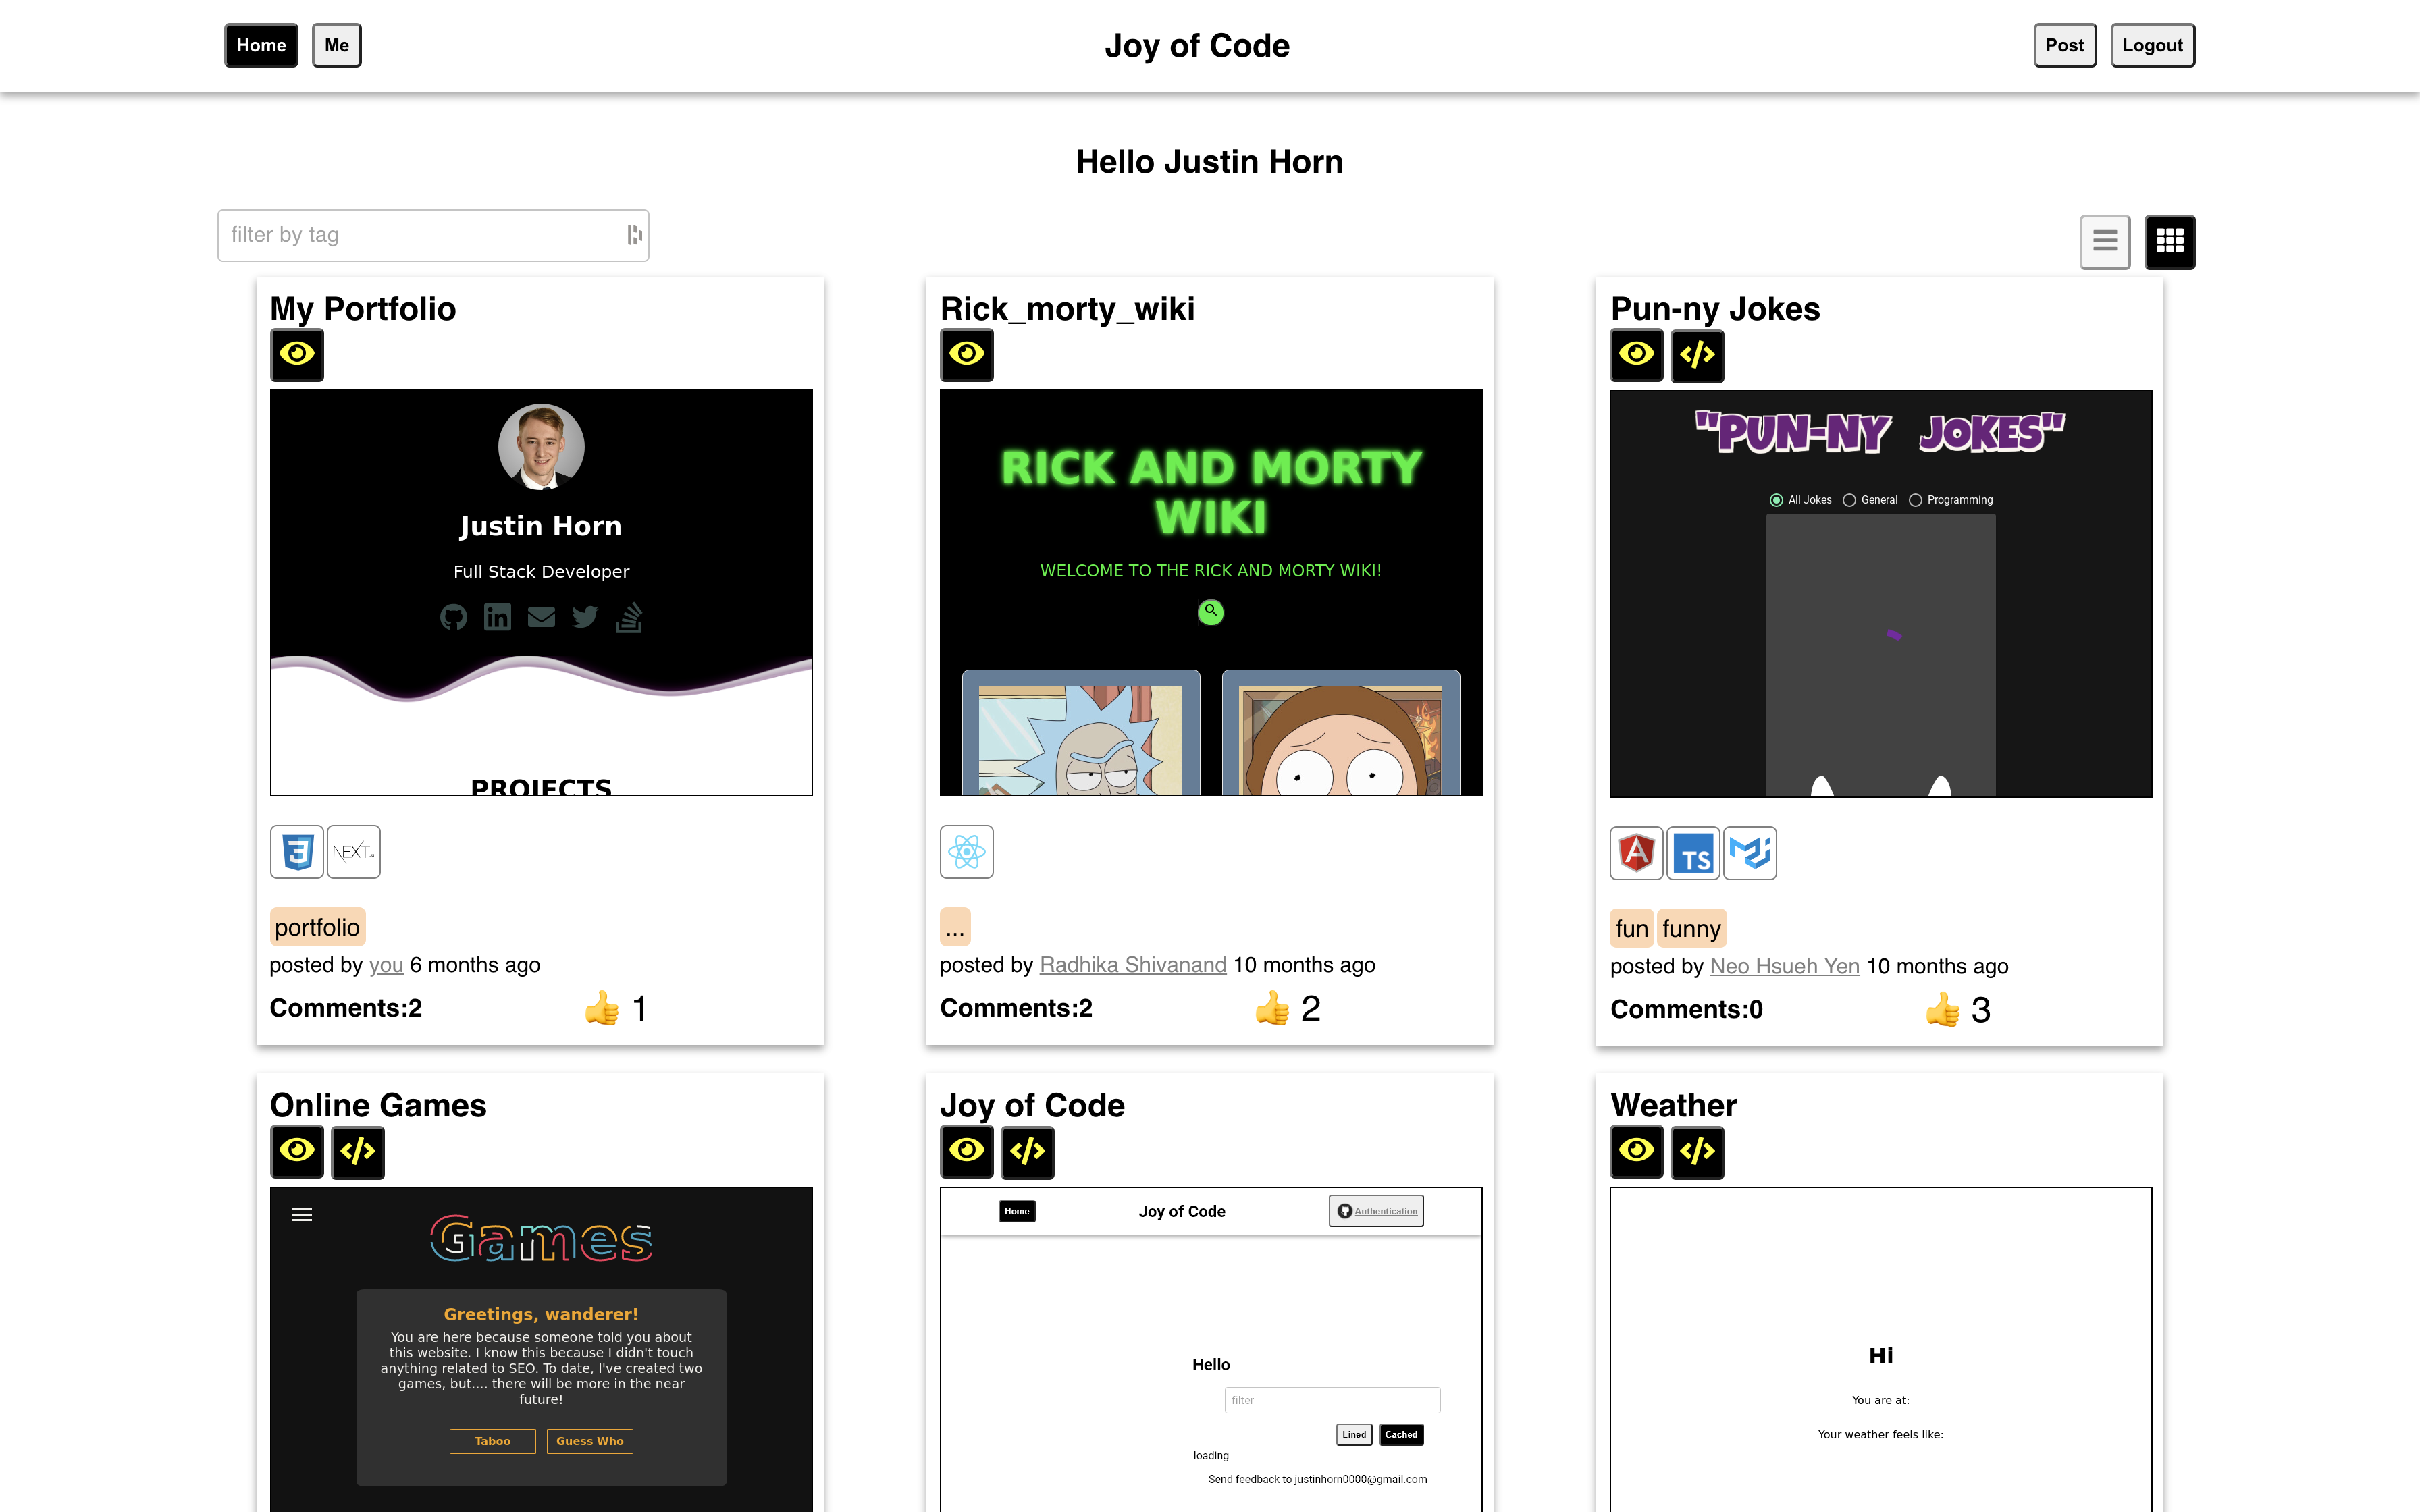 Home Me Joy of Code Post Logout
Hello Justin Horn
filter by tag
My Portfolio
Justin Horn
Full Stack Developer
PROJECTS
NEXT.JS
portfolio
posted by you 6 months ago
Comments:2 👍 1
Rick_morty_wiki
RICK AND MORTY
WIKI
WELCOME TO THE RICK AND MORTY WIKI!
...
posted by Radhika Shivanand 10 months ago
Comments:2 👍 2
Pun-ny Jokes
"PUN-NY JOKES"
All Jokes General Programming
TS
fun funny
posted by Neo Hsueh Yen 10 months ago
Comments:0 👍 3
Online Games
Games
Greetings, wanderer!
You are here because someone told you about
this website. I know this because I didn't touch
anything related to SEO. To date, I've created two
games, but.... there will be more in the near
future!
Taboo Guess Who
Joy of Code
Home Joy of Code Authentication
Hello
filter
Lined Cached
loading
Send feedback to justinhorn0000@gmail.com
Weather
Hi
You are at:
Your weather feels like: